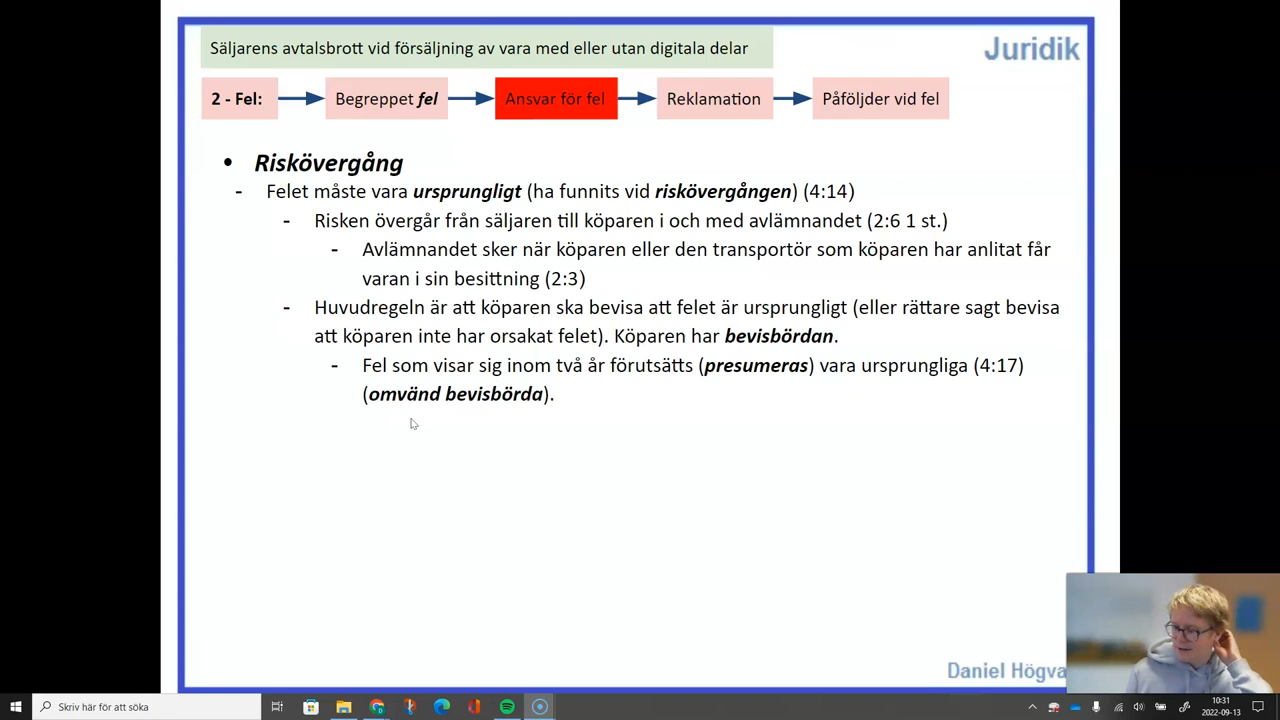 Säljarens avtalsbrott vid försäljning av vara med eller utan digitala delar
Juridik
2 - Fel:
Begreppet fel
Ansvar för fel
Reklamation
Påföljder vid fel
• Riskövergång
- Felet måste vara ursprungligt (ha funnits vid riskövergången) (4:14)
- Risken övergår från säljaren till köparen i och med avlämnandet (2:6 1 st.)
- Avlämnandet sker när köparen eller den transportör som köparen har anlitat får
varan i sin besittning (2:3)
- Huvudregeln är att köparen ska bevisa att felet är ursprungligt (eller rättare sagt bevisa
att köparen inte har orsakat felet). Köparen har bevisbördan.
- Fel som visar sig inom två år förutsätts (presumeras) vara ursprungliga (4:17)
(omvänd bevisbörda).
Daniel Högva
Skriv här för att söka
10:31
2022-09-13